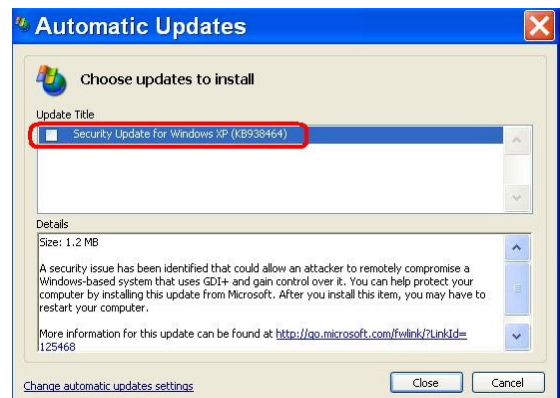 Automatic Updates
Choose updates to install
Update Title
Security Update for Windows XP (KB938464)
Details
Size: 1.2 MB
A security issue has been identified that could allow an attacker to remotely compromise a
Windows-based system that uses GDI+ and gain control over it. You can help protect your
computer by installing this update from Microsoft. After you install this item, you may have to
restart your computer.
More information for this update can be found at http://go.microsoft.com/fwlink/?LinkId=
125468
Change automatic updates settings
Close
Cancel